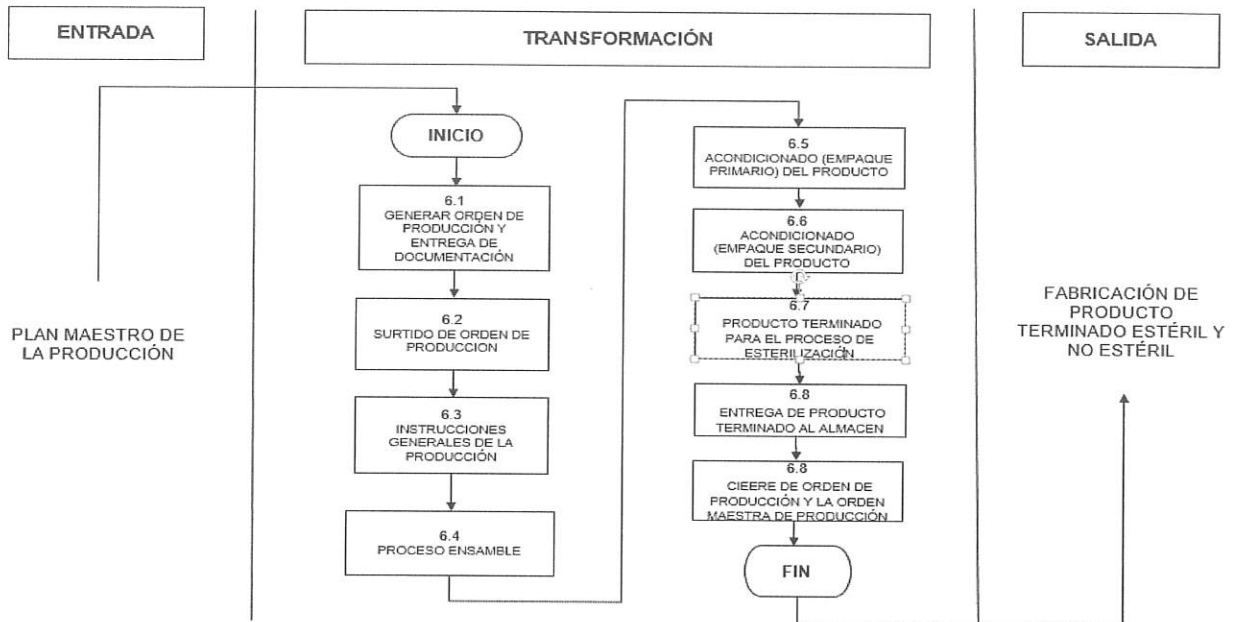 ENTRADA
TRANSFORMACIÓN
SALIDA
PLAN MAESTRO DE
LA PRODUCCIÓN
INICIO
6.1
GENERAR ORDEN DE
PRODUCCIÓN Y
ENTREGA DE
DOCUMENTACIÓN
6.2
SURTIDO DE ORDEN DE
PRODUCCION
6.3
INSTRUCCIONES
GENERALES DE LA
PRODUCCIÓN
6.4
PROCESO ENSAMBLE
6.5
ACONDICIONADO (EMPAQUE
PRIMARIO) DEL PRODUCTO
6.6
ACONDICIONADO
(EMPAQUE SECUNDARIO)
DEL PRODUCTO
6.7
PRODUCTO TERMINADO
PARA EL PROCESO DE
ESTERILIZACIÓN
6.8
ENTREGA DE PRODUCTO
TERMINADO AL ALMACEN
6.8
CIEERE DE ORDEN DE
PRODUCCIÓN Y LA ORDEN
MAESTRA DE PRODUCCIÓN
FIN
FABRICACIÓN DE
PRODUCTO
TERMINADO ESTÉRIL Y
NO ESTÉRIL